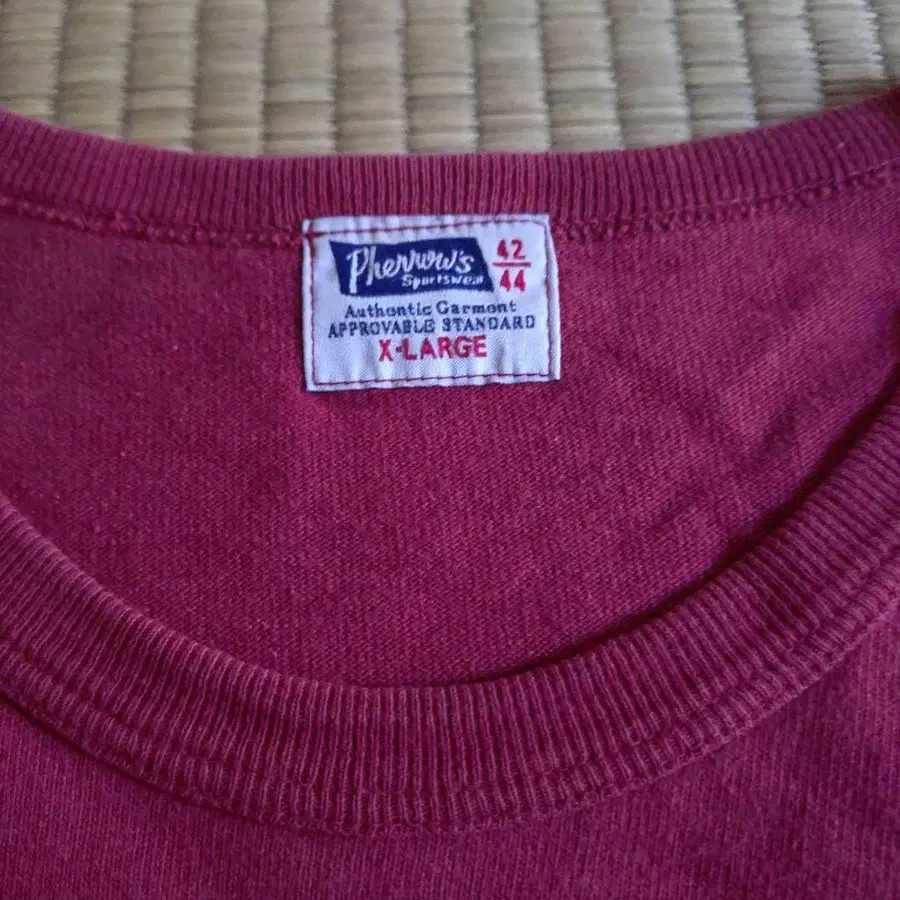 Pherrow's 42
Sportswear 44
Authentic Garment
APPROVABLE STANDARD
X-LARGE